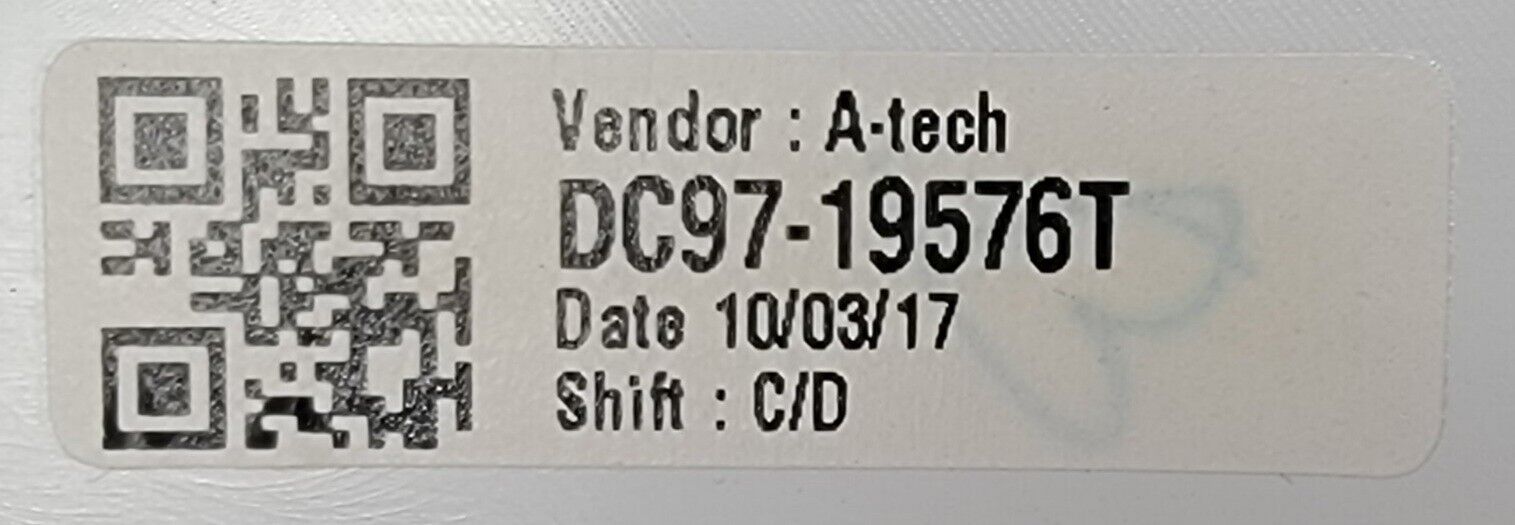 Vendor : A-tech
DC97-19576T
Date 10/03/17
Shift : C/D